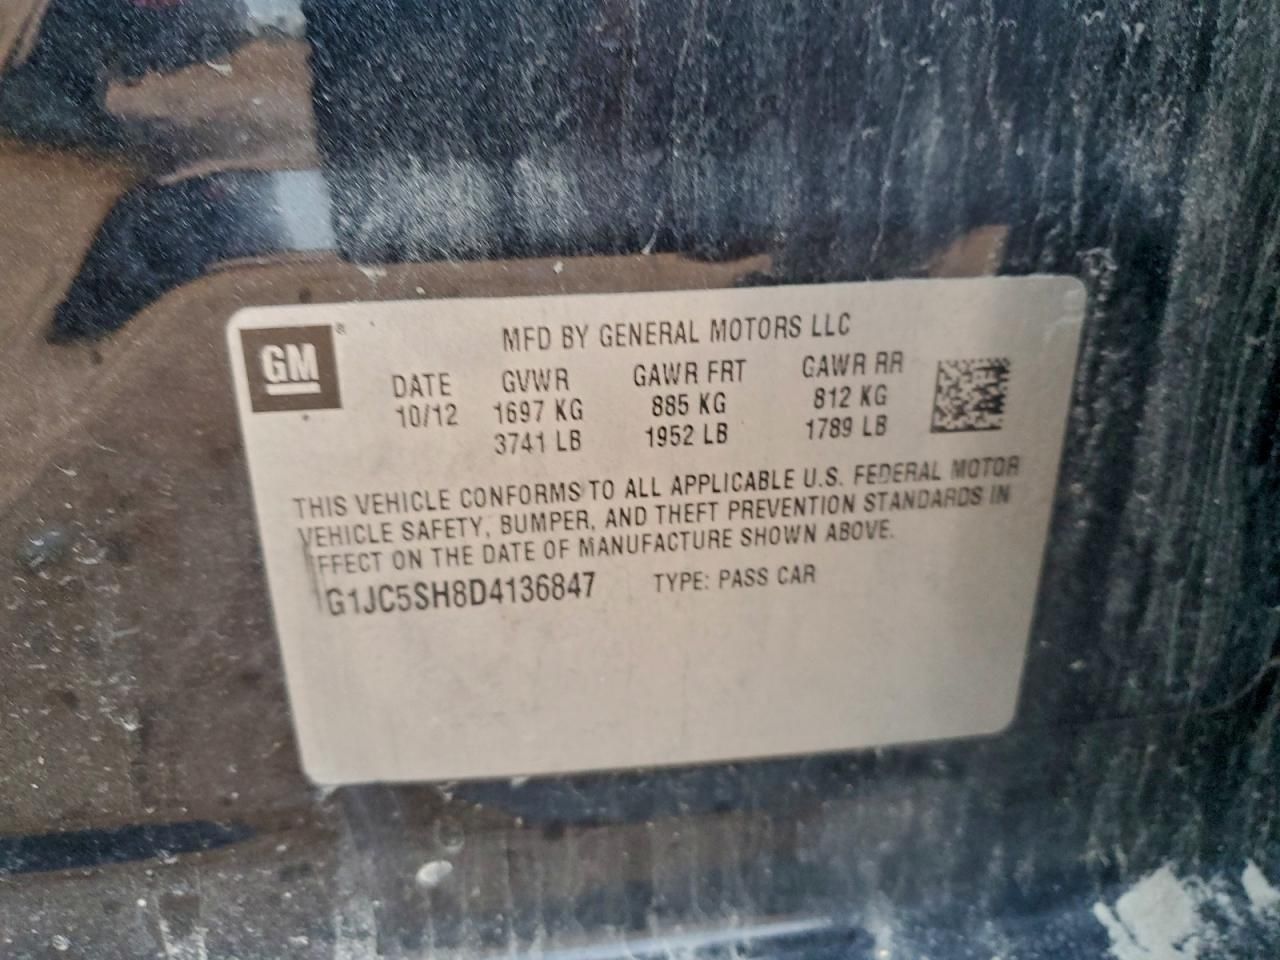 GM ®
MFD BY GENERAL MOTORS LLC
DATE GVWR GAWR FRT GAWR RR
10/12 1697 KG 885 KG 812 KG
3741 LB 1952 LB 1789 LB
THIS VEHICLE CONFORMS TO ALL APPLICABLE U.S. FEDERAL MOTOR
VEHICLE SAFETY, BUMPER, AND THEFT PREVENTION STANDARDS IN
EFFECT ON THE DATE OF MANUFACTURE SHOWN ABOVE.
1G1JC5SH8D4136847 TYPE: PASS CAR